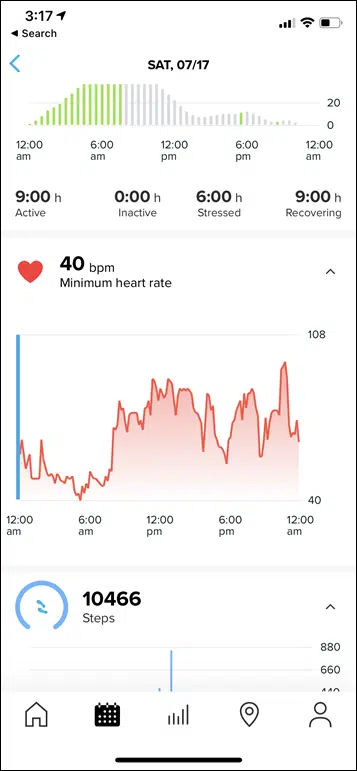 3:17
◀ Search
SAT, 07/17
20
0
12:00 am 6:00 am 12:00 pm 6:00 pm 12:00 am
9:00 h 0:00 h 6:00 h 9:00 h
Active Inactive Stressed Recovering
40 bpm
Minimum heart rate
108
40
12:00 am 6:00 am 12:00 pm 6:00 pm 12:00 am
10466
Steps
880
660
440